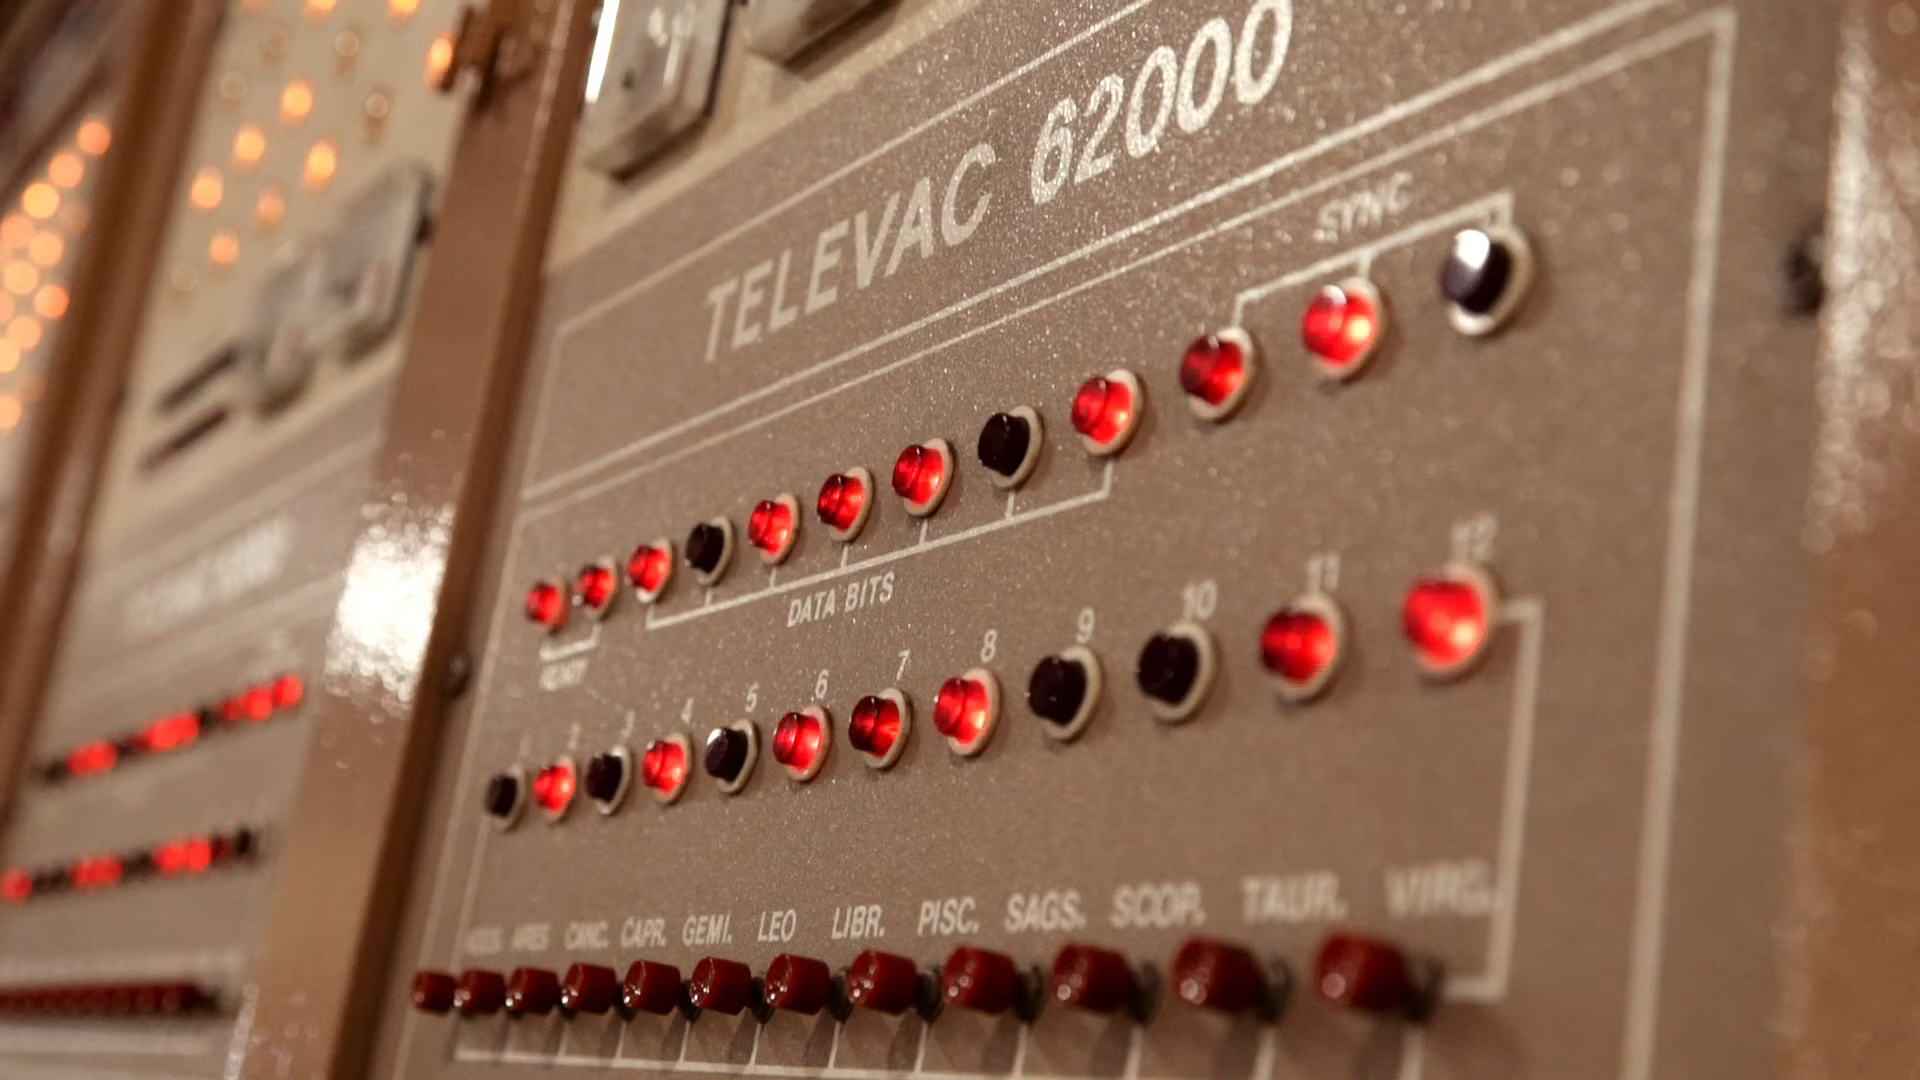 TELEVAC 62000
SYNC
DATA BITS
READY
1 2 3 4 5 6 7 8 9 10 11 12
ARIES CANC. CAPR. GEMI. LEO LIBR. PISC. SAGS. SCOP. TAUR. VIRG.